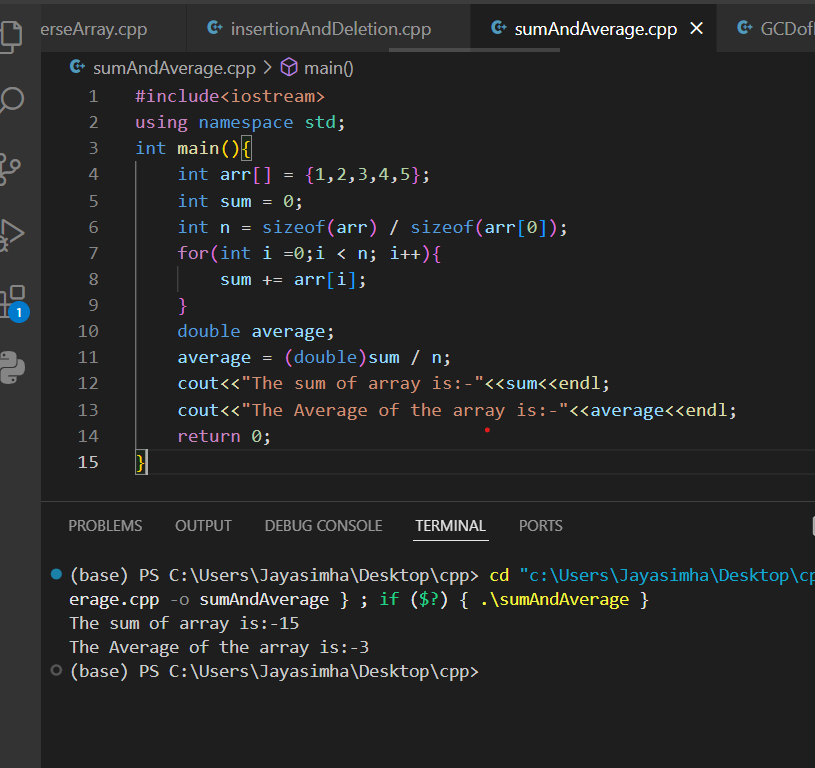 erseArray.cpp insertionAndDeletion.cpp sumAndAverage.cpp GCDof
sumAndAverage.cpp > main()
1 #include<iostream>
2 using namespace std;
3 int main(){
4 int arr[] = {1,2,3,4,5};
5 int sum = 0;
6 int n = sizeof(arr) / sizeof(arr[0]);
7 for(int i =0;i < n; i++){
8 sum += arr[i];
9 }
10 double average;
11 average = (double)sum / n;
12 cout<<"The sum of array is:-"<<sum<<endl;
13 cout<<"The Average of the array is:-"<<average<<endl;
14 return 0;
15 }
1
PROBLEMS OUTPUT DEBUG CONSOLE TERMINAL PORTS
(base) PS C:\Users\Jayasimha\Desktop\cpp> cd "c:\Users\Jayasimha\Desktop\cp
erage.cpp -o sumAndAverage } ; if ($?) { .\sumAndAverage }
The sum of array is:-15
The Average of the array is:-3
(base) PS C:\Users\Jayasimha\Desktop\cpp>